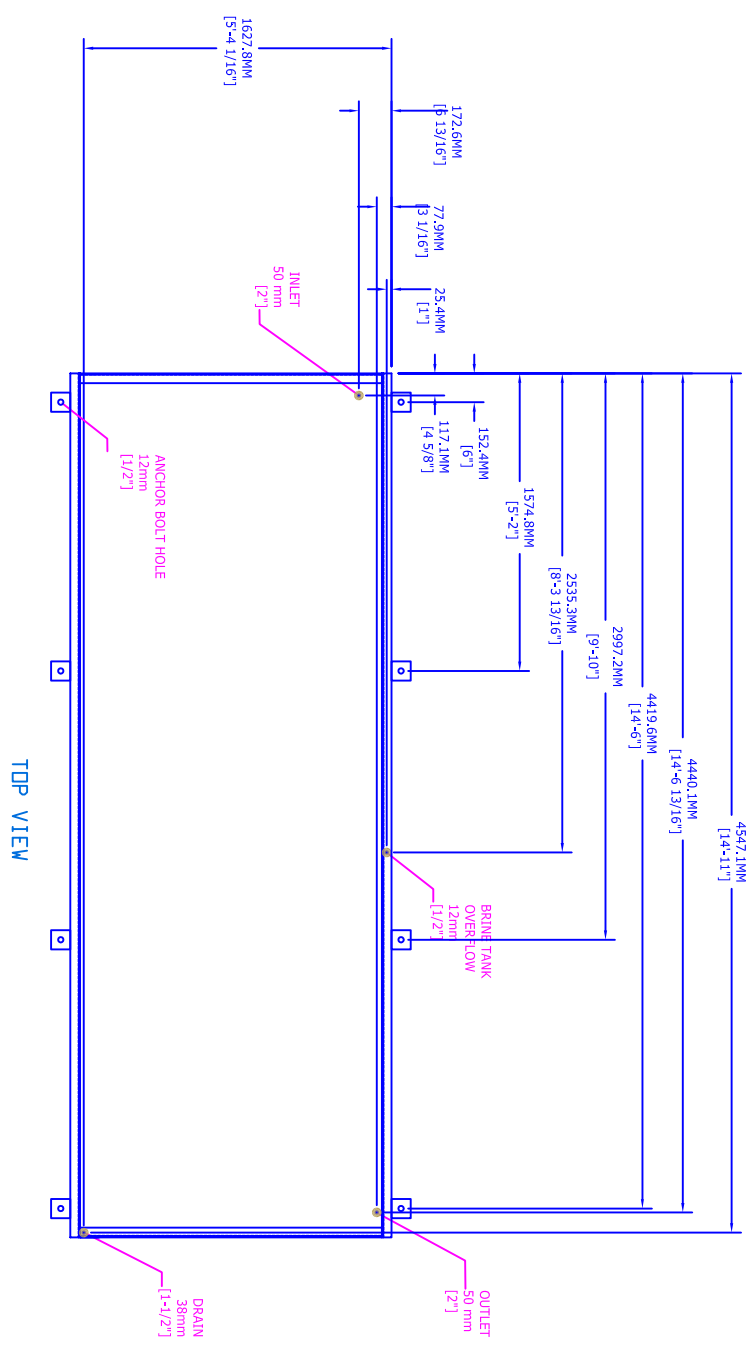 1627.8MM
[5'-4 1/16"]
172.6MM
[6 13/16"]
77.9MM
[3 1/16"]
25.4MM
[1"]
INLET
50 mm
[2"]
117.1MM
[4 5/8"]
152.4MM
[6"]
1574.8MM
[5'-2"]
2535.3MM
[8'-3 13/16"]
2997.2MM
[9'-10"]
4419.6MM
[14'-6"]
4440.1MM
[14'-6 13/16"]
4547.1MM
[14'-11"]
ANCHOR BOLT HOLE
12mm
[1/2"]
BRINE TANK
OVERFLOW
12mm
[1/2"]
OUTLET
50 mm
[2"]
DRAIN
38mm
[1-1/2"]
TOP VIEW